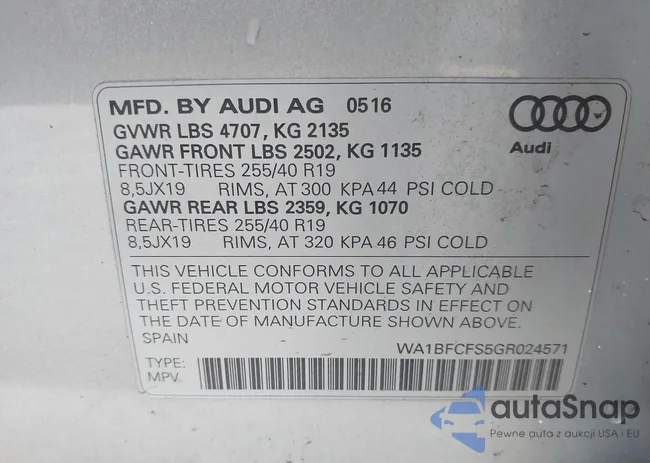 MFD. BY AUDI AG 0516
GVWR LBS 4707, KG 2135
GAWR FRONT LBS 2502, KG 1135
FRONT-TIRES 255/40 R19
8,5JX19 RIMS, AT 300 KPA 44 PSI COLD
GAWR REAR LBS 2359, KG 1070
REAR-TIRES 255/40 R19
8,5JX19 RIMS, AT 320 KPA 46 PSI COLD
Audi
THIS VEHICLE CONFORMS TO ALL APPLICABLE
U.S. FEDERAL MOTOR VEHICLE SAFETY AND
THEFT PREVENTION STANDARDS IN EFFECT ON
THE DATE OF MANUFACTURE SHOWN ABOVE.
SPAIN WA1BFCFS5GR024571
TYPE:
MPV
autaSnap
Pewne auta z aukcji USA i EU